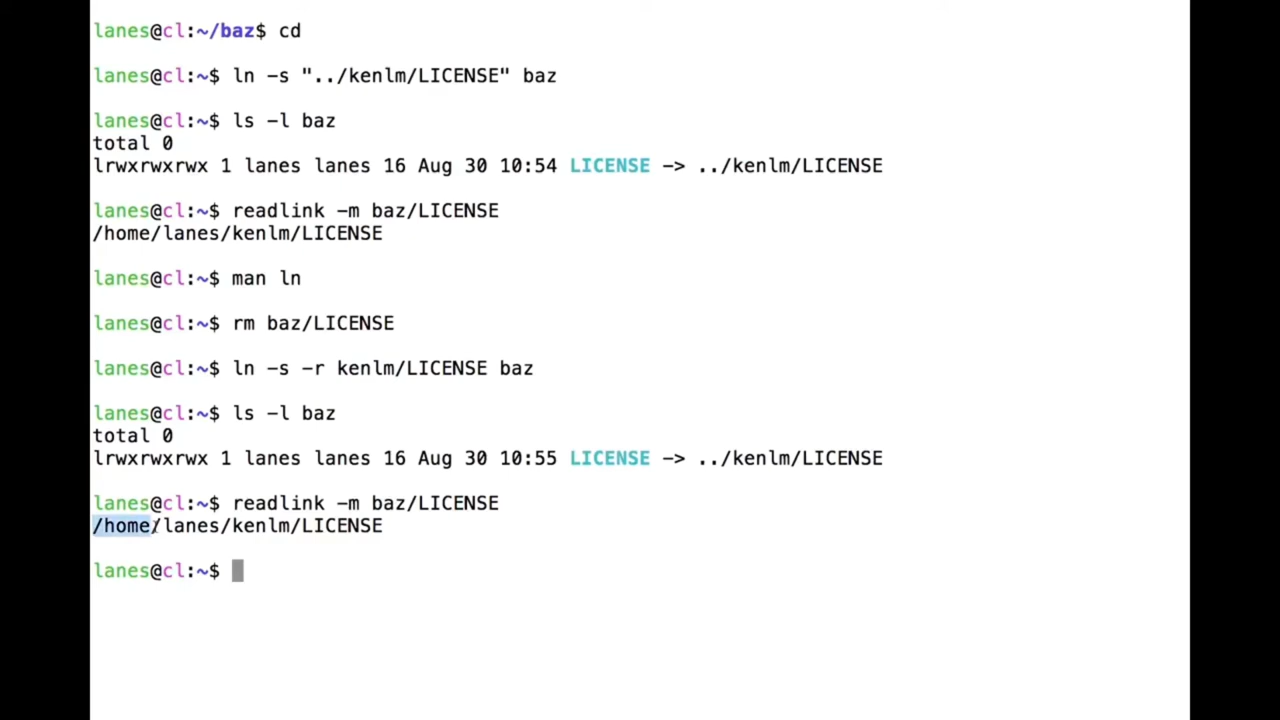 lanes@cl:~/baz$ cd
lanes@cl:~$ ln -s "../kenlm/LICENSE" baz
lanes@cl:~$ ls -l baz
total 0
lrwxrwxrwx 1 lanes lanes 16 Aug 30 10:54 LICENSE -> ../kenlm/LICENSE
lanes@cl:~$ readlink -m baz/LICENSE
/home/lanes/kenlm/LICENSE
lanes@cl:~$ man ln
lanes@cl:~$ rm baz/LICENSE
lanes@cl:~$ ln -s -r kenlm/LICENSE baz
lanes@cl:~$ ls -l baz
total 0
lrwxrwxrwx 1 lanes lanes 16 Aug 30 10:55 LICENSE -> ../kenlm/LICENSE
lanes@cl:~$ readlink -m baz/LICENSE
/home/lanes/kenlm/LICENSE
lanes@cl:~$